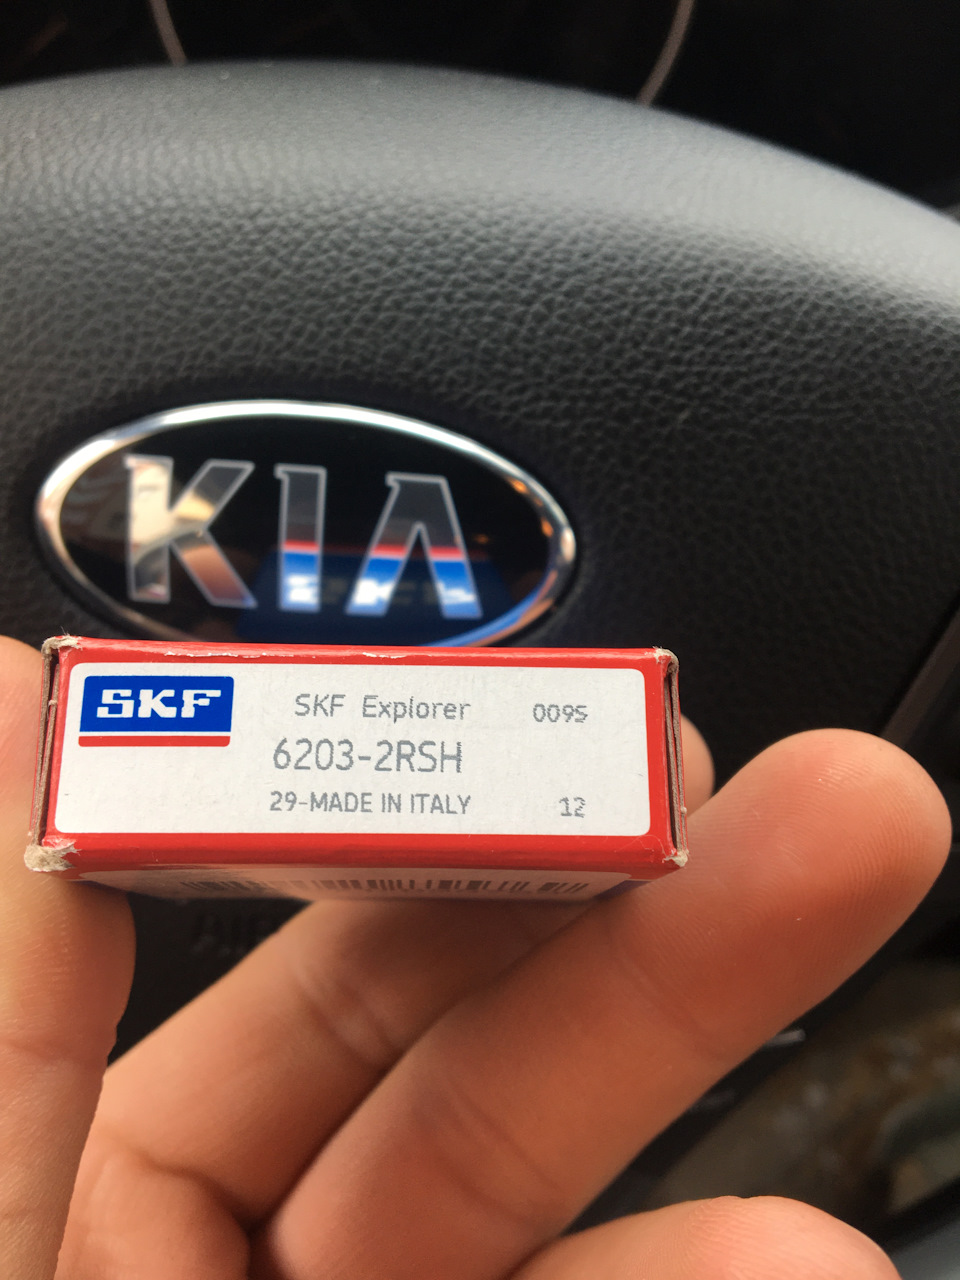 KIA
SKF
SKF Explorer 0095
6203-2RSH
29-MADE IN ITALY 12